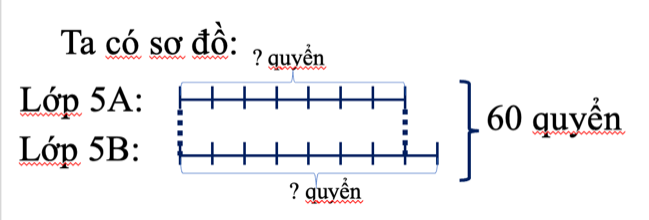 Ta có sơ đồ:
? quyển
Lớp 5A:
Lớp 5B:
60 quyển
? quyển